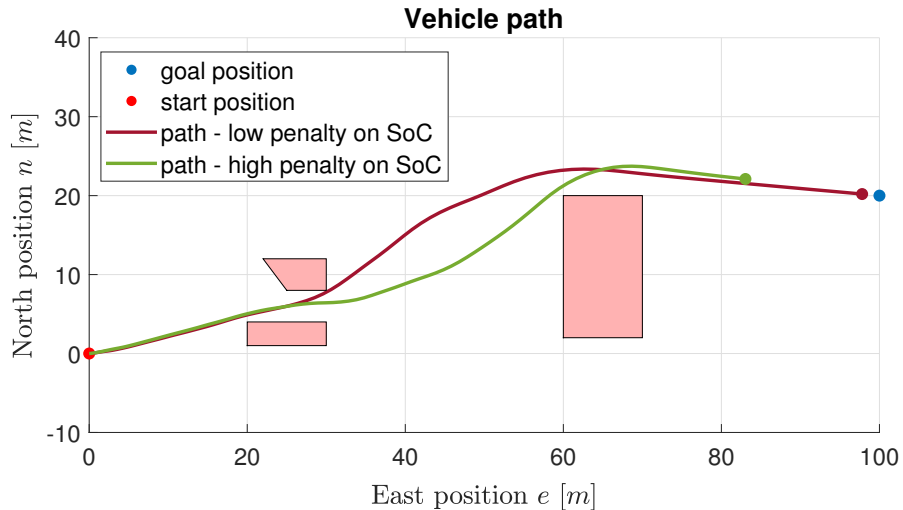 Vehicle path
goal position
start position
path - low penalty on SoC
path - high penalty on SoC
North position n [m]
40
30
20
10
0
-10
0
20
40
60
80
100
East position e [m]